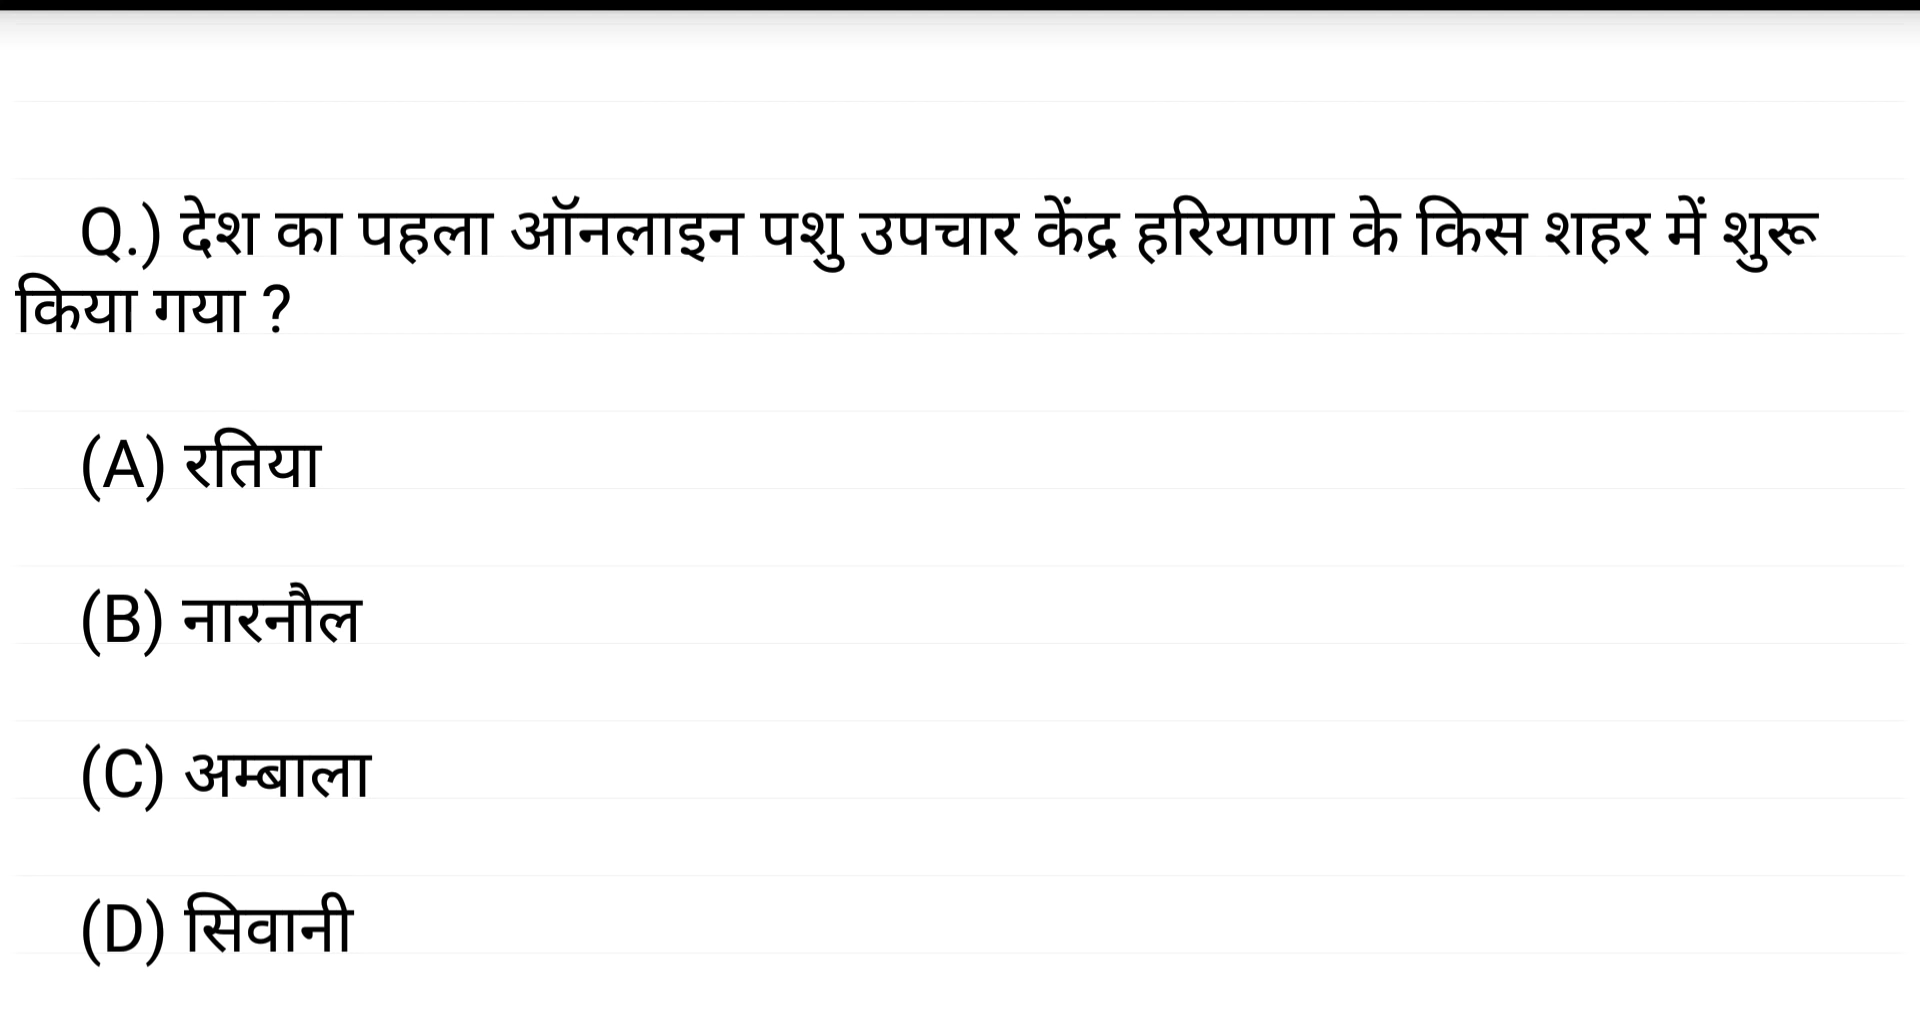 Q.) देश का पहला ऑनलाइन पशु उपचार केंद्र हरियाणा के किस शहर में शुरू
किया गया ?
(A) रतिया
(B) नारनौल
(C) अम्बाला
(D) सिवानी